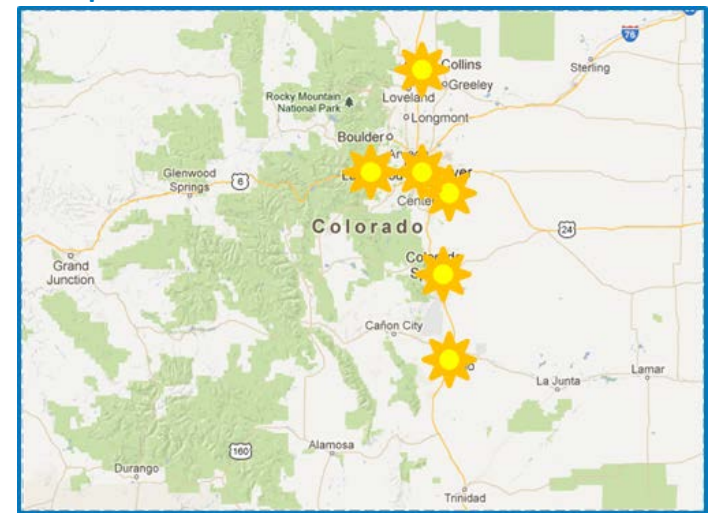 76
Collins
Sterling
Greeley
Rocky Mountain
National Park
Loveland
Longmont
Boulder
Glenwood
Springs
6
Colorado
24
Grand
Junction
Cañon City
Lamar
La Junta
Alamosa
160
Durango
Trinidad